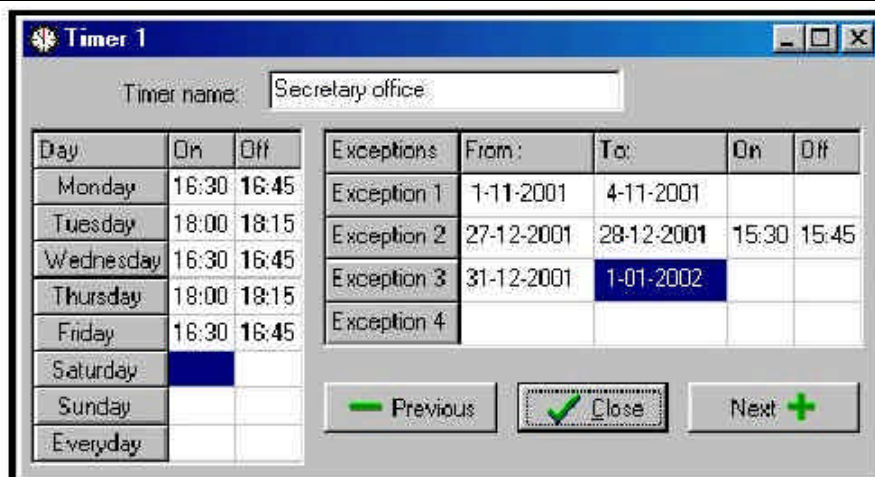 Timer 1
Timer name: Secretary office
Day On Off
Monday 16:30 16:45
Tuesday 18:00 18:15
Wednesday 16:30 16:45
Thursday 18:00 18:15
Friday 16:30 16:45
Saturday
Sunday
Everyday
Exceptions From: To: On Off
Exception 1 1-11-2001 4-11-2001
Exception 2 27-12-2001 28-12-2001 15:30 15:45
Exception 3 31-12-2001 1-01-2002
Exception 4
Previous Close Next